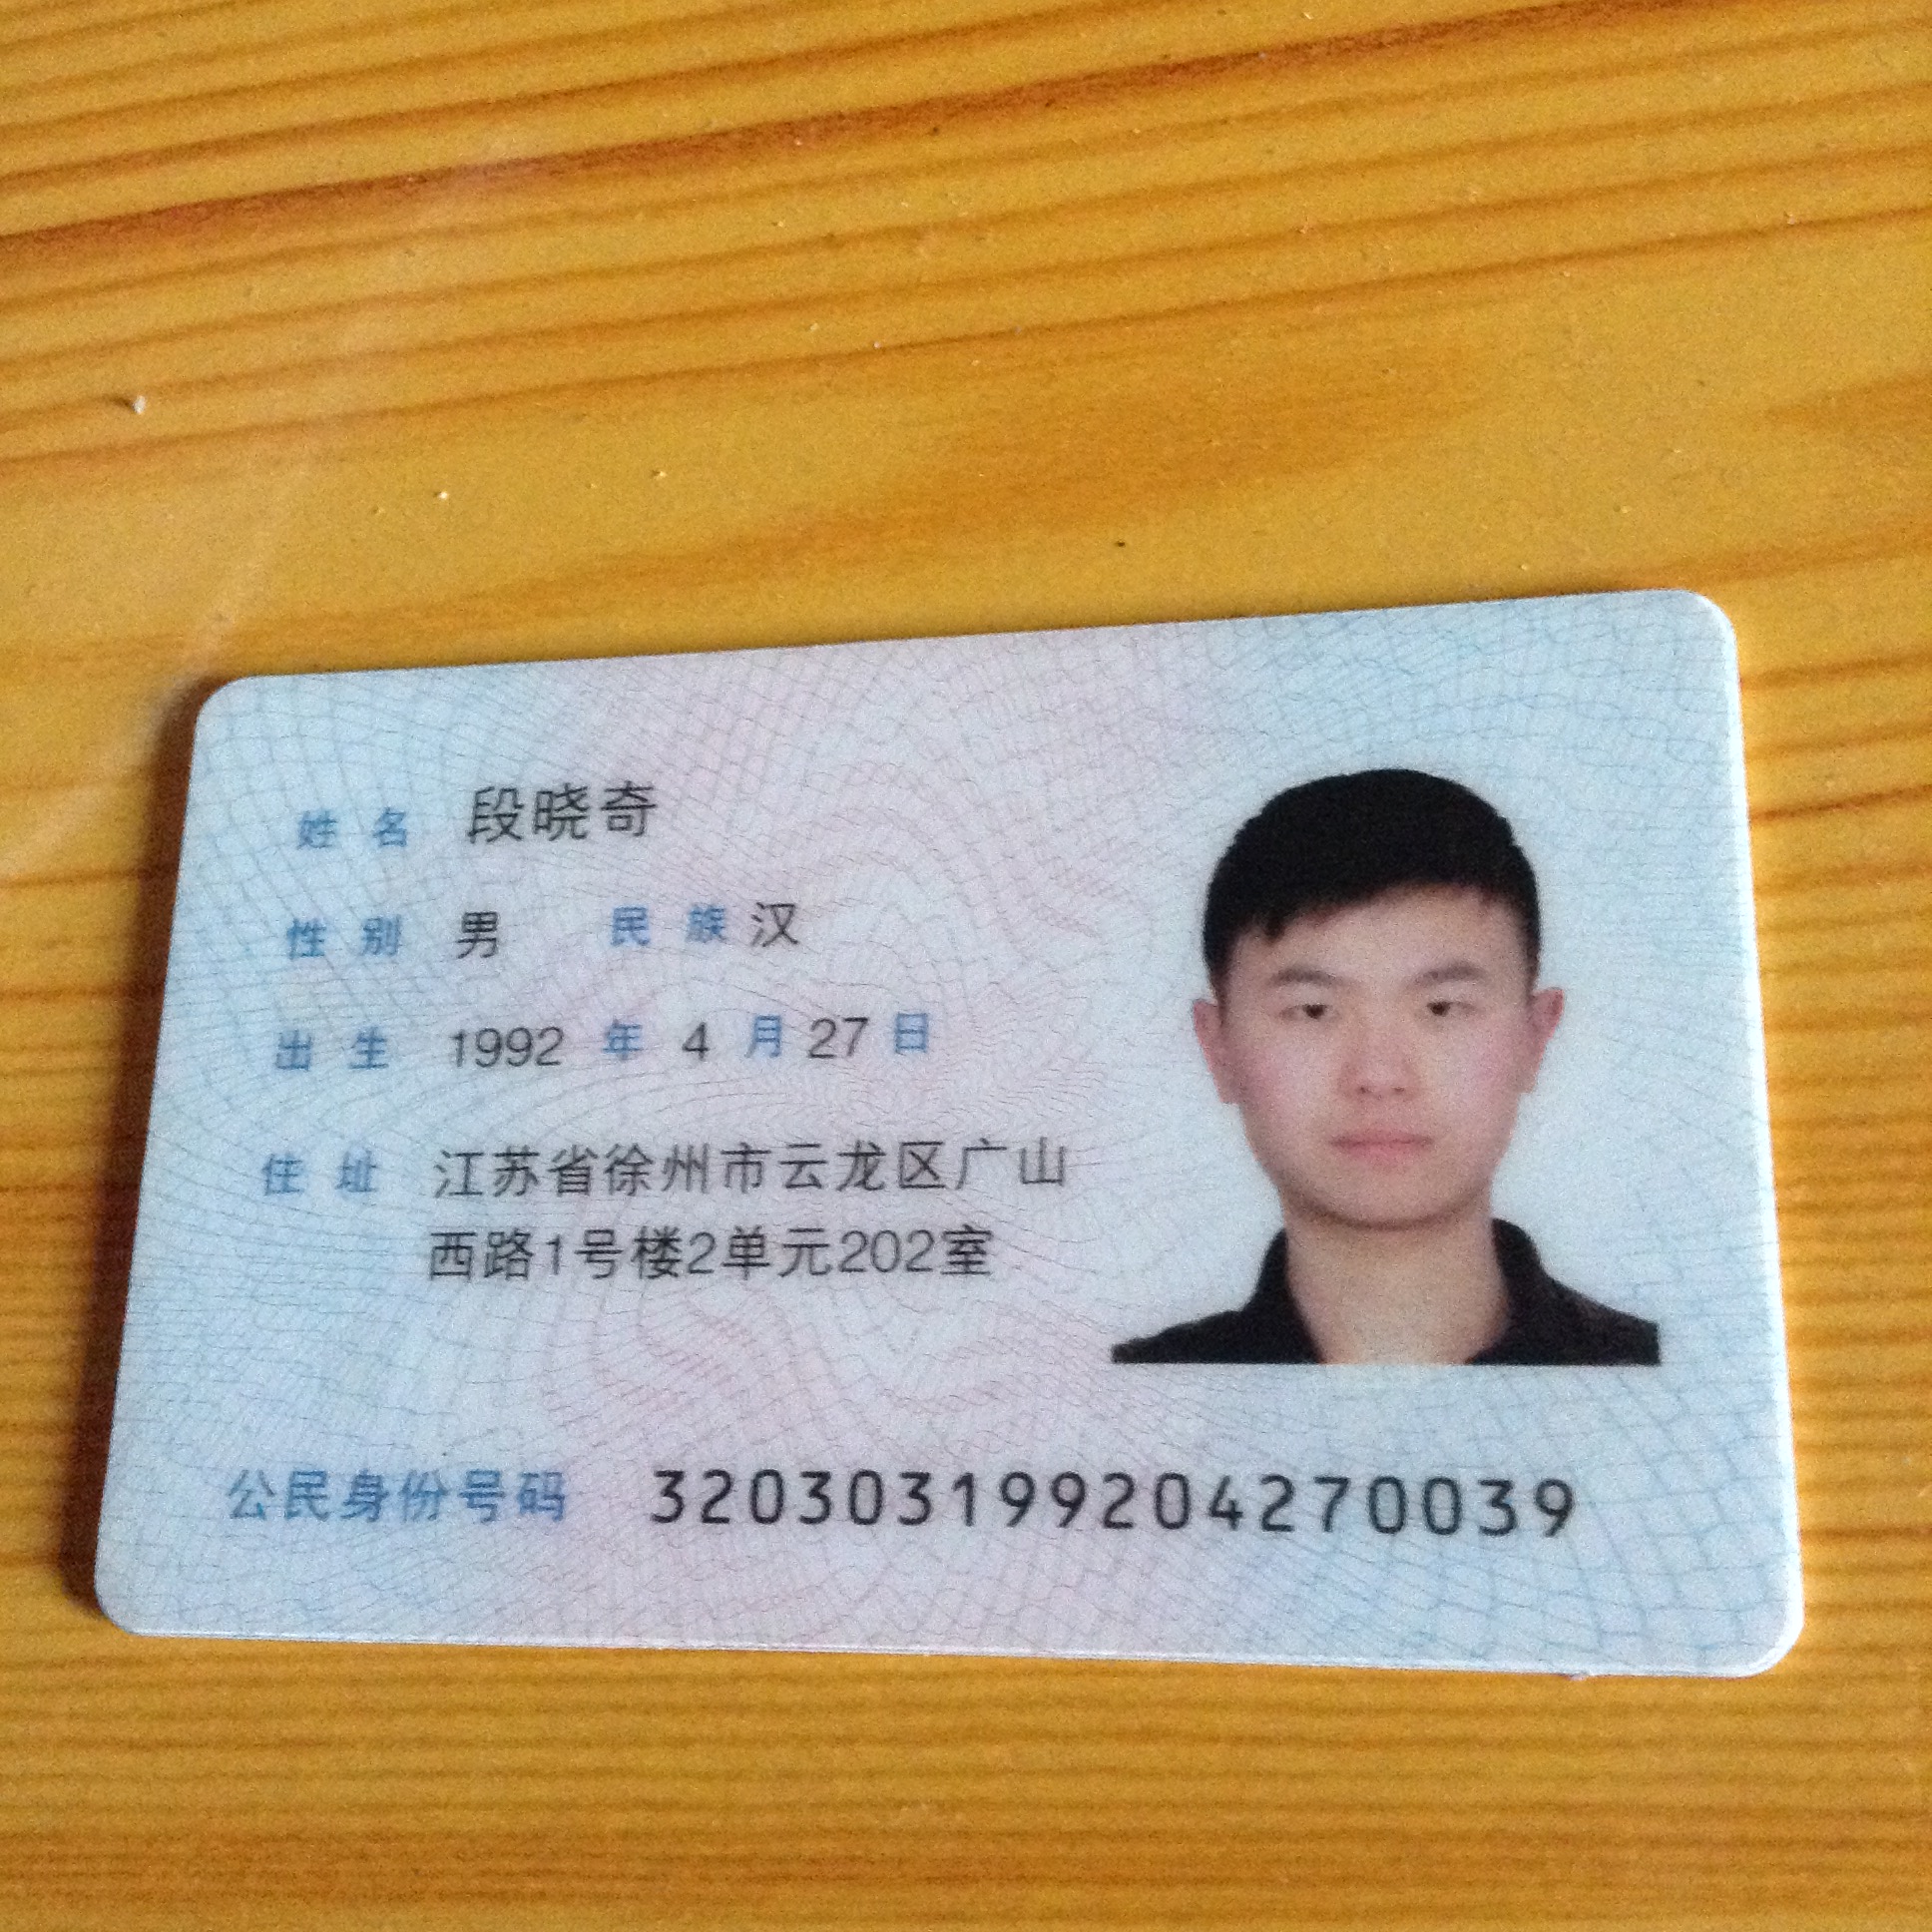 姓名 段晓奇
性别 男 民族 汉
出生 1992 年 4 月 27 日
住址 江苏省徐州市云龙区广山
西路1号楼2单元202室
公民身份号码 320303199204270039